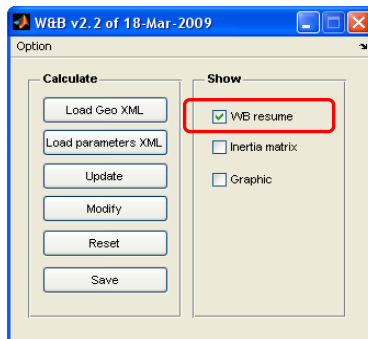 W&B v2.2 of 18-Mar-2009
Option
Calculate
Load Geo XML
Load parameters XML
Update
Modify
Reset
Save
Show
WB resume
Inertia matrix
Graphic